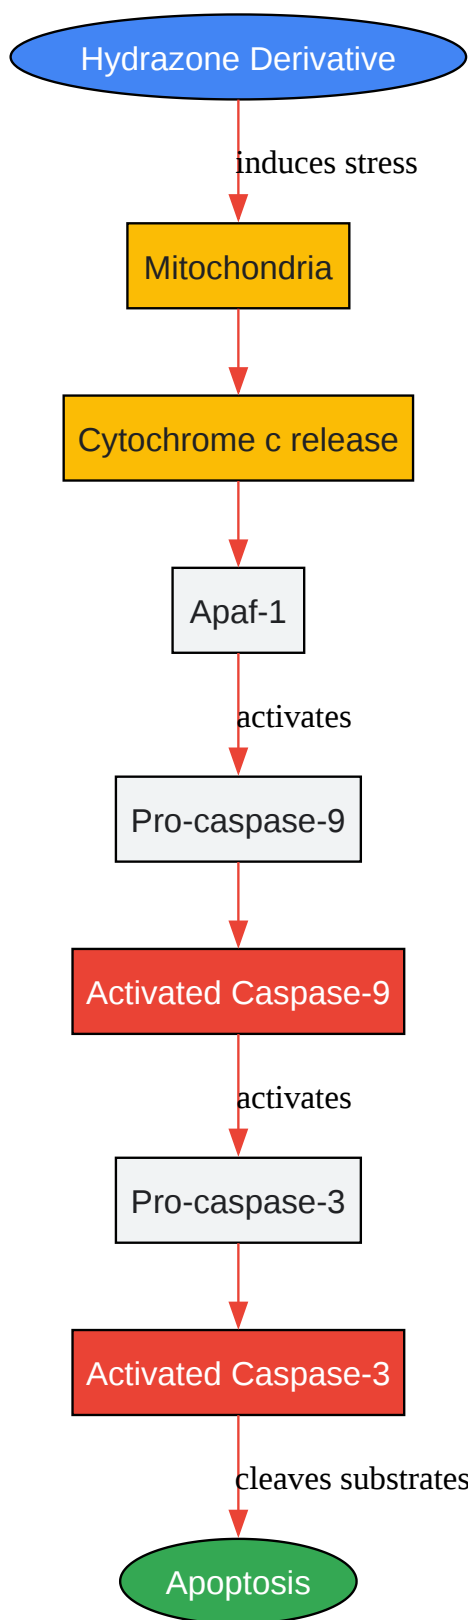 Hydrazone Derivative
induces stress
Mitochondria
Cytochrome c release
Apaf-1
activates
Pro-caspase-9
Activated Caspase-9
activates
Pro-caspase-3
Activated Caspase-3
cleaves substrates
Apoptosis